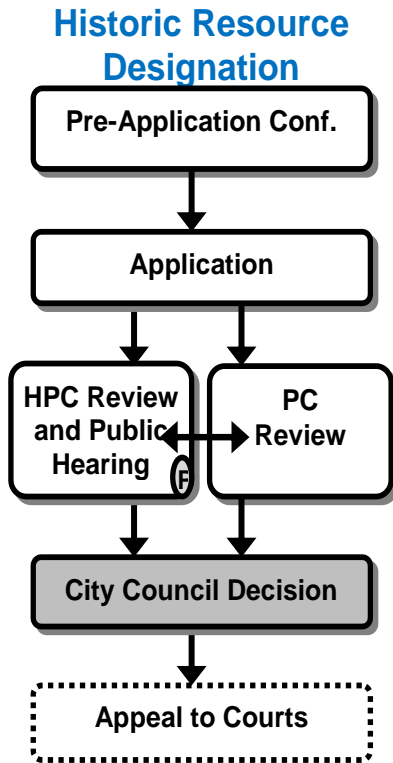 Historic Resource
Designation
Pre-Application Conf.
Application
HPC Review
and Public
Hearing
PC
Review
City Council Decision
Appeal to Courts